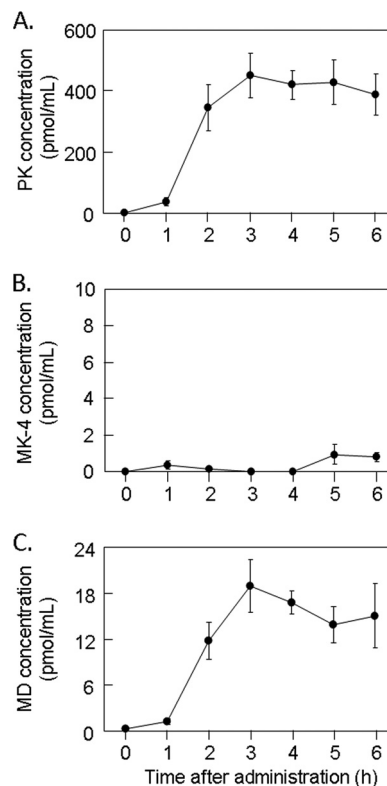 A.
600
400
200
0
PK concentration
(pmol/mL)
0 1 2 3 4 5 6
B.
10
8
6
4
2
0
MK-4 concentration
(pmol/mL)
0 1 2 3 4 5 6
C.
24
18
12
6
0
MD concentration
(pmol/mL)
0 1 2 3 4 5 6
Time after administration (h)